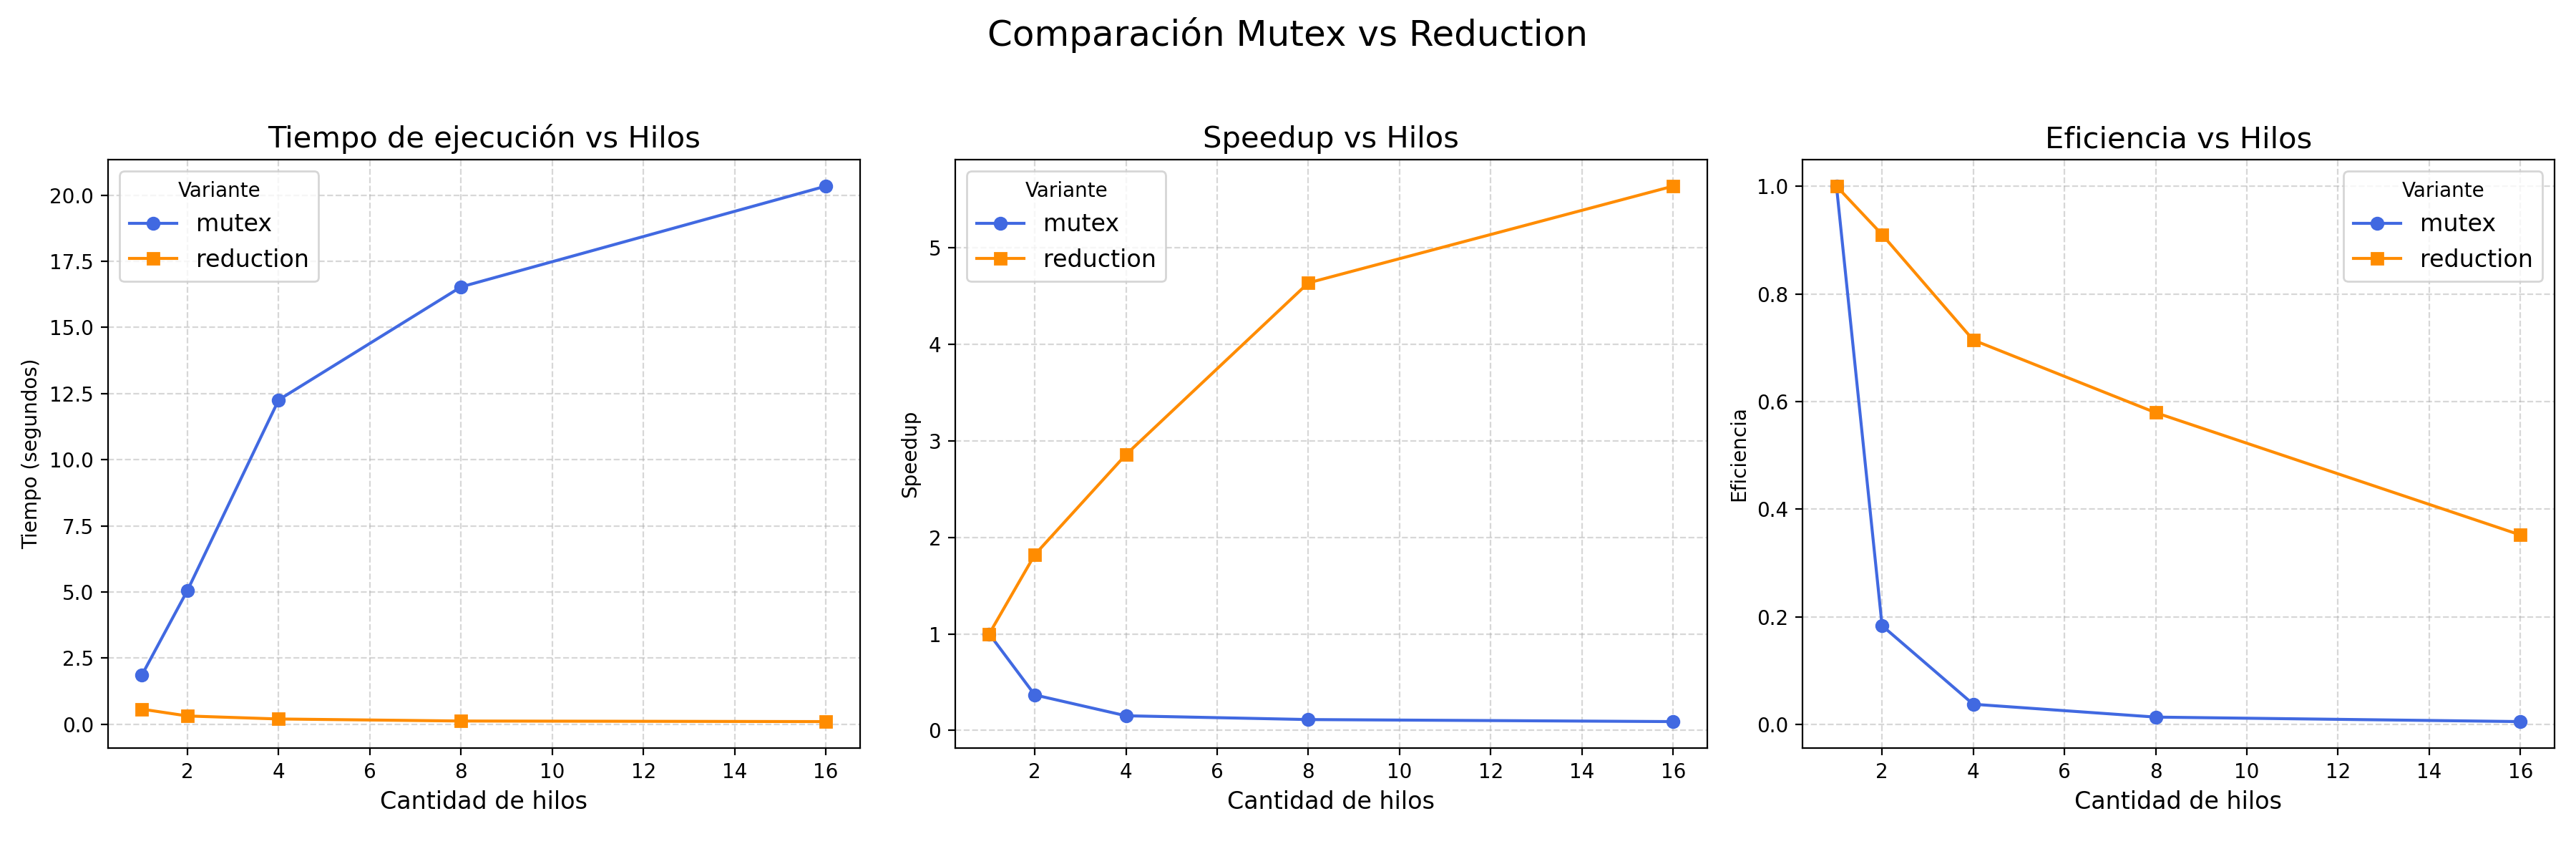 Comparación Mutex vs Reduction
Tiempo de ejecución vs Hilos
Variante
mutex
reduction
20.0
17.5
15.0
12.5
10.0
7.5
5.0
2.5
0.0
Tiempo (segundos)
2 4 6 8 10 12 14 16
Cantidad de hilos
Speedup vs Hilos
Variante
mutex
reduction
5
4
3
2
1
0
Speedup
2 4 6 8 10 12 14 16
Cantidad de hilos
Eficiencia vs Hilos
Variante
mutex
reduction
1.0
0.8
0.6
0.4
0.2
0.0
Eficiencia
2 4 6 8 10 12 14 16
Cantidad de hilos